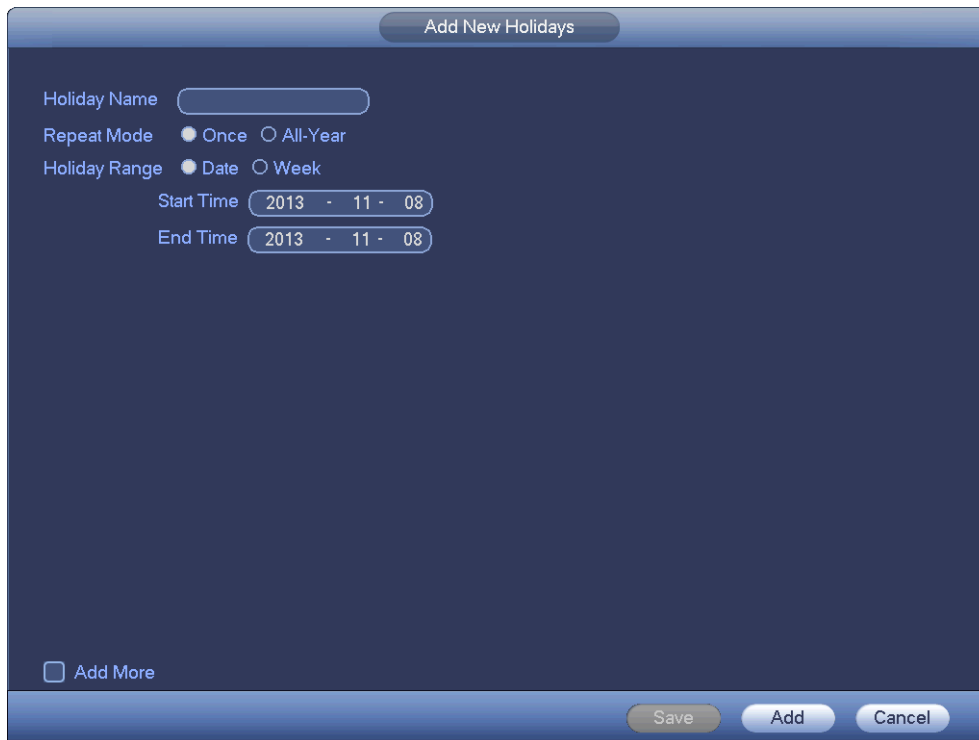 Add New Holidays
Holiday Name
Repeat Mode Once All-Year
Holiday Range Date Week
Start Time 2013 - 11 - 08
End Time 2013 - 11 - 08
Add More
Save Add Cancel